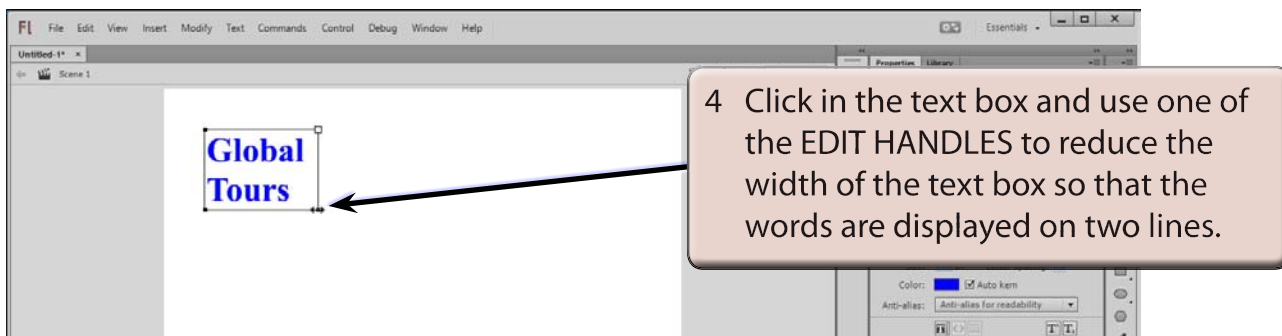 Fl File Edit View Insert Modify Text Commands Control Debug Window Help Essentials
Untitled-1* ×
Scene 1
Properties Library
4 Click in the text box and use one of
the EDIT HANDLES to reduce the
width of the text box so that the
words are displayed on two lines.
Global
Tours
Color: Auto kern
Anti-alias: Anti-alias for readability